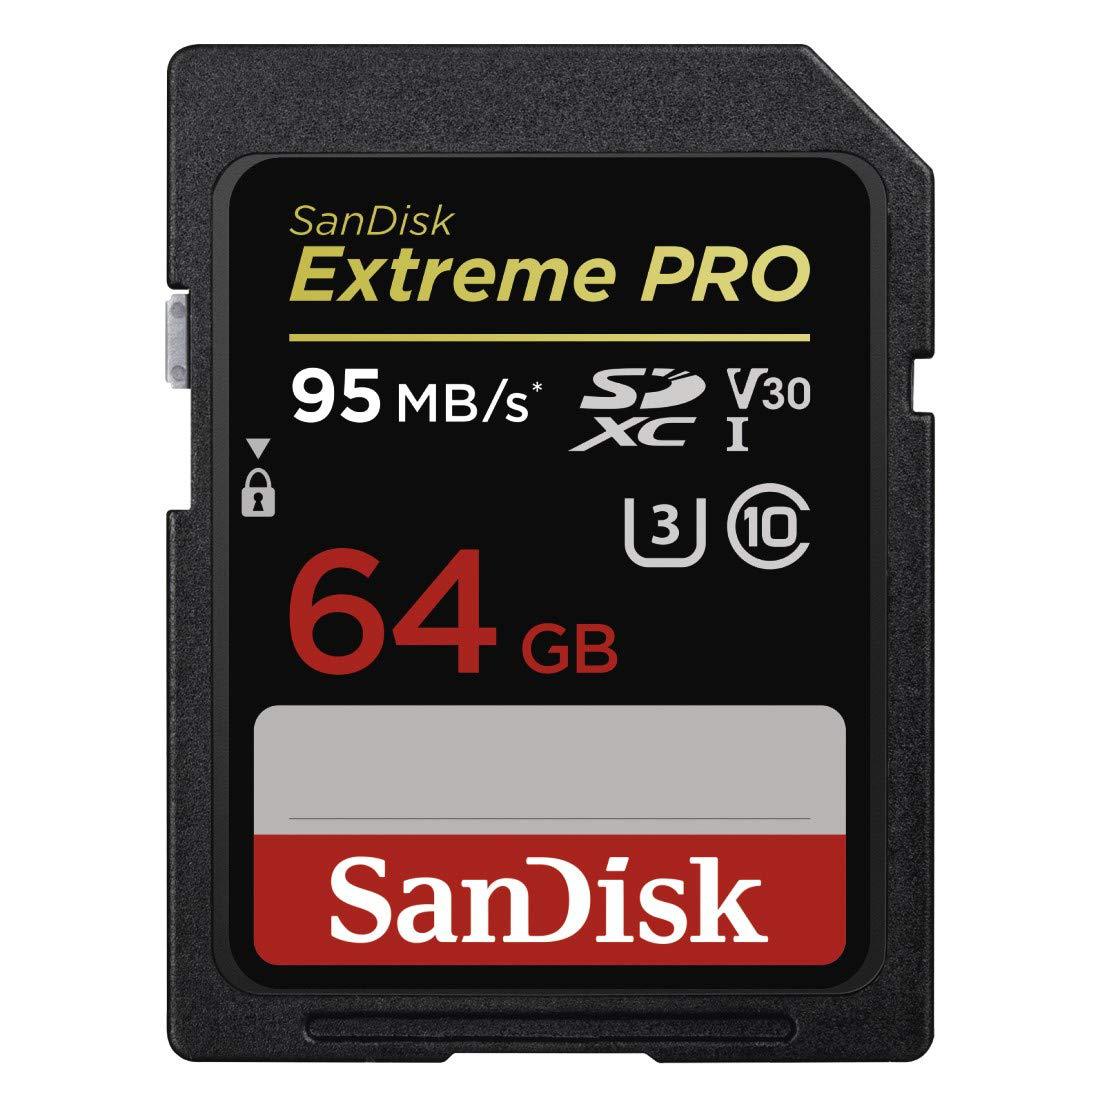 SanDisk
Extreme PRO
95 MB/s*
SD XC
V30
I
3
10
64 GB
SanDisk